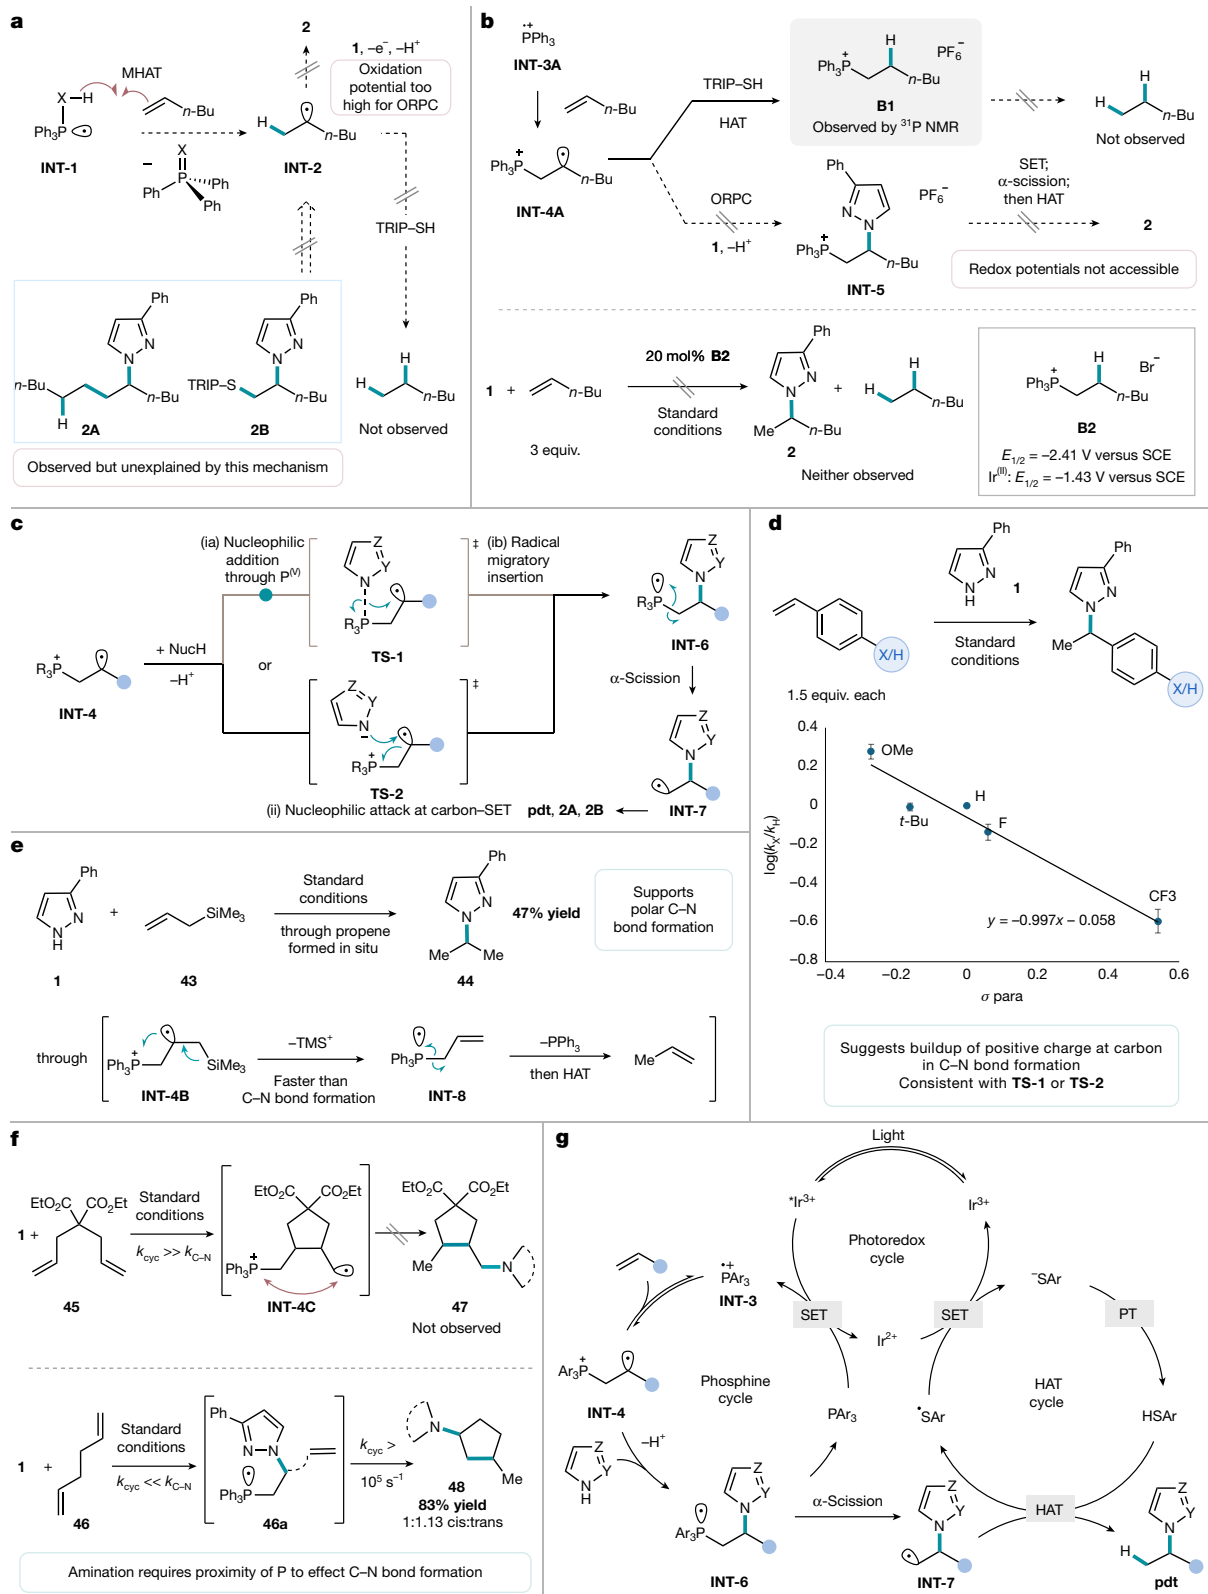 a
2
1, –e⁻, –H⁺
MHAT
Oxidation
potential too
high for ORPC
X
H
Ph₃P
n-Bu
INT-1
H
n-Bu
INT-2
X
P
Ph
Ph
Ph
–
TRIP–SH
Ph
N
N
n-Bu
n-Bu
H
2A
Ph
N
N
TRIP–S
n-Bu
2B
H
H
n-Bu
Not observed
Observed but unexplained by this mechanism
b
•+
PPh₃
INT-3A
n-Bu
Ph₃P
+
n-Bu
INT-4A
TRIP–SH
HAT
H
Ph₃P
+
n-Bu
PF₆⁻
B1
Observed by ³¹P NMR
H
H
n-Bu
Not observed
ORPC
1, –H⁺
Ph
N
N
PF₆⁻
Ph₃P
+
n-Bu
INT-5
SET;
α-scission;
then HAT
2
Redox potentials not accessible
1 +
n-Bu
3 equiv.
20 mol% B2
Standard
conditions
Ph
N
N
Me
n-Bu
2
+
H
H
n-Bu
Neither observed
H
Ph₃P
+
n-Bu
Br⁻
B2
E₁/₂ = –2.41 V versus SCE
Ir⁽ᴵᴵ⁾: E₁/₂ = –1.43 V versus SCE
c
(ia) Nucleophilic
addition
through P⁽ⱽ⁾
Z
Y
N
R₃P
‡
TS-1
(ib) Radical
migratory
insertion
Z
Y
N
R₃P
INT-6
R₃P
+
INT-4
+ NucH
–H⁺
or
α-Scission
Z
Y
N
–
R₃P
+
‡
TS-2
Z
Y
N
INT-7
(ii) Nucleophilic attack at carbon–SET
pdt, 2A, 2B
d
X/H
1.5 equiv. each
Ph
N
N
H
1
Standard
conditions
Ph
N
N
Me
X/H
log(kX/kH)
0.4
0.2
0
–0.2
–0.4
–0.6
–0.8
OMe
t-Bu
H
F
CF3
y = –0.997x – 0.058
–0.4
–0.2
0
0.2
0.4
0.6
σ para
Suggests buildup of positive charge at carbon
in C–N bond formation
Consistent with TS-1 or TS-2
e
Ph
N
N
H
1
+
SiMe₃
43
Standard
conditions
through propene
formed in situ
Ph
N
N
Me
Me
44
47% yield
Supports
polar C–N
bond formation
through
Ph₃P
+
SiMe₃
INT-4B
–TMS⁺
Faster than
C–N bond formation
Ph₃P
INT-8
–PPh₃
then HAT
Me
f
EtO₂C
CO₂Et
1 +
45
Standard
conditions
kcyc >> kC–N
EtO₂C
CO₂Et
Ph₃P
+
INT-4C
EtO₂C
CO₂Et
Me
N
47
Not observed
1
+
46
Standard
conditions
kcyc << kC–N
Ph
N
N
Ph₃P
46a
kcyc >
10⁵ s⁻¹
N
Me
48
83% yield
1:1.13 cis:trans
Amination requires proximity of P to effect C–N bond formation
g
Light
*Ir³⁺
Ir³⁺
Photoredox
cycle
•+
PAr₃
INT-3
SET
SET
Ir²⁺
⁻SAr
PT
Ar₃P
+
INT-4
Phosphine
cycle
PAr₃
•SAr
HAT
cycle
HSAr
–H⁺
Z
Y
N
H
Ar₃P
Z
Y
N
INT-6
α-Scission
Z
Y
N
INT-7
HAT
Z
Y
N
H
pdt